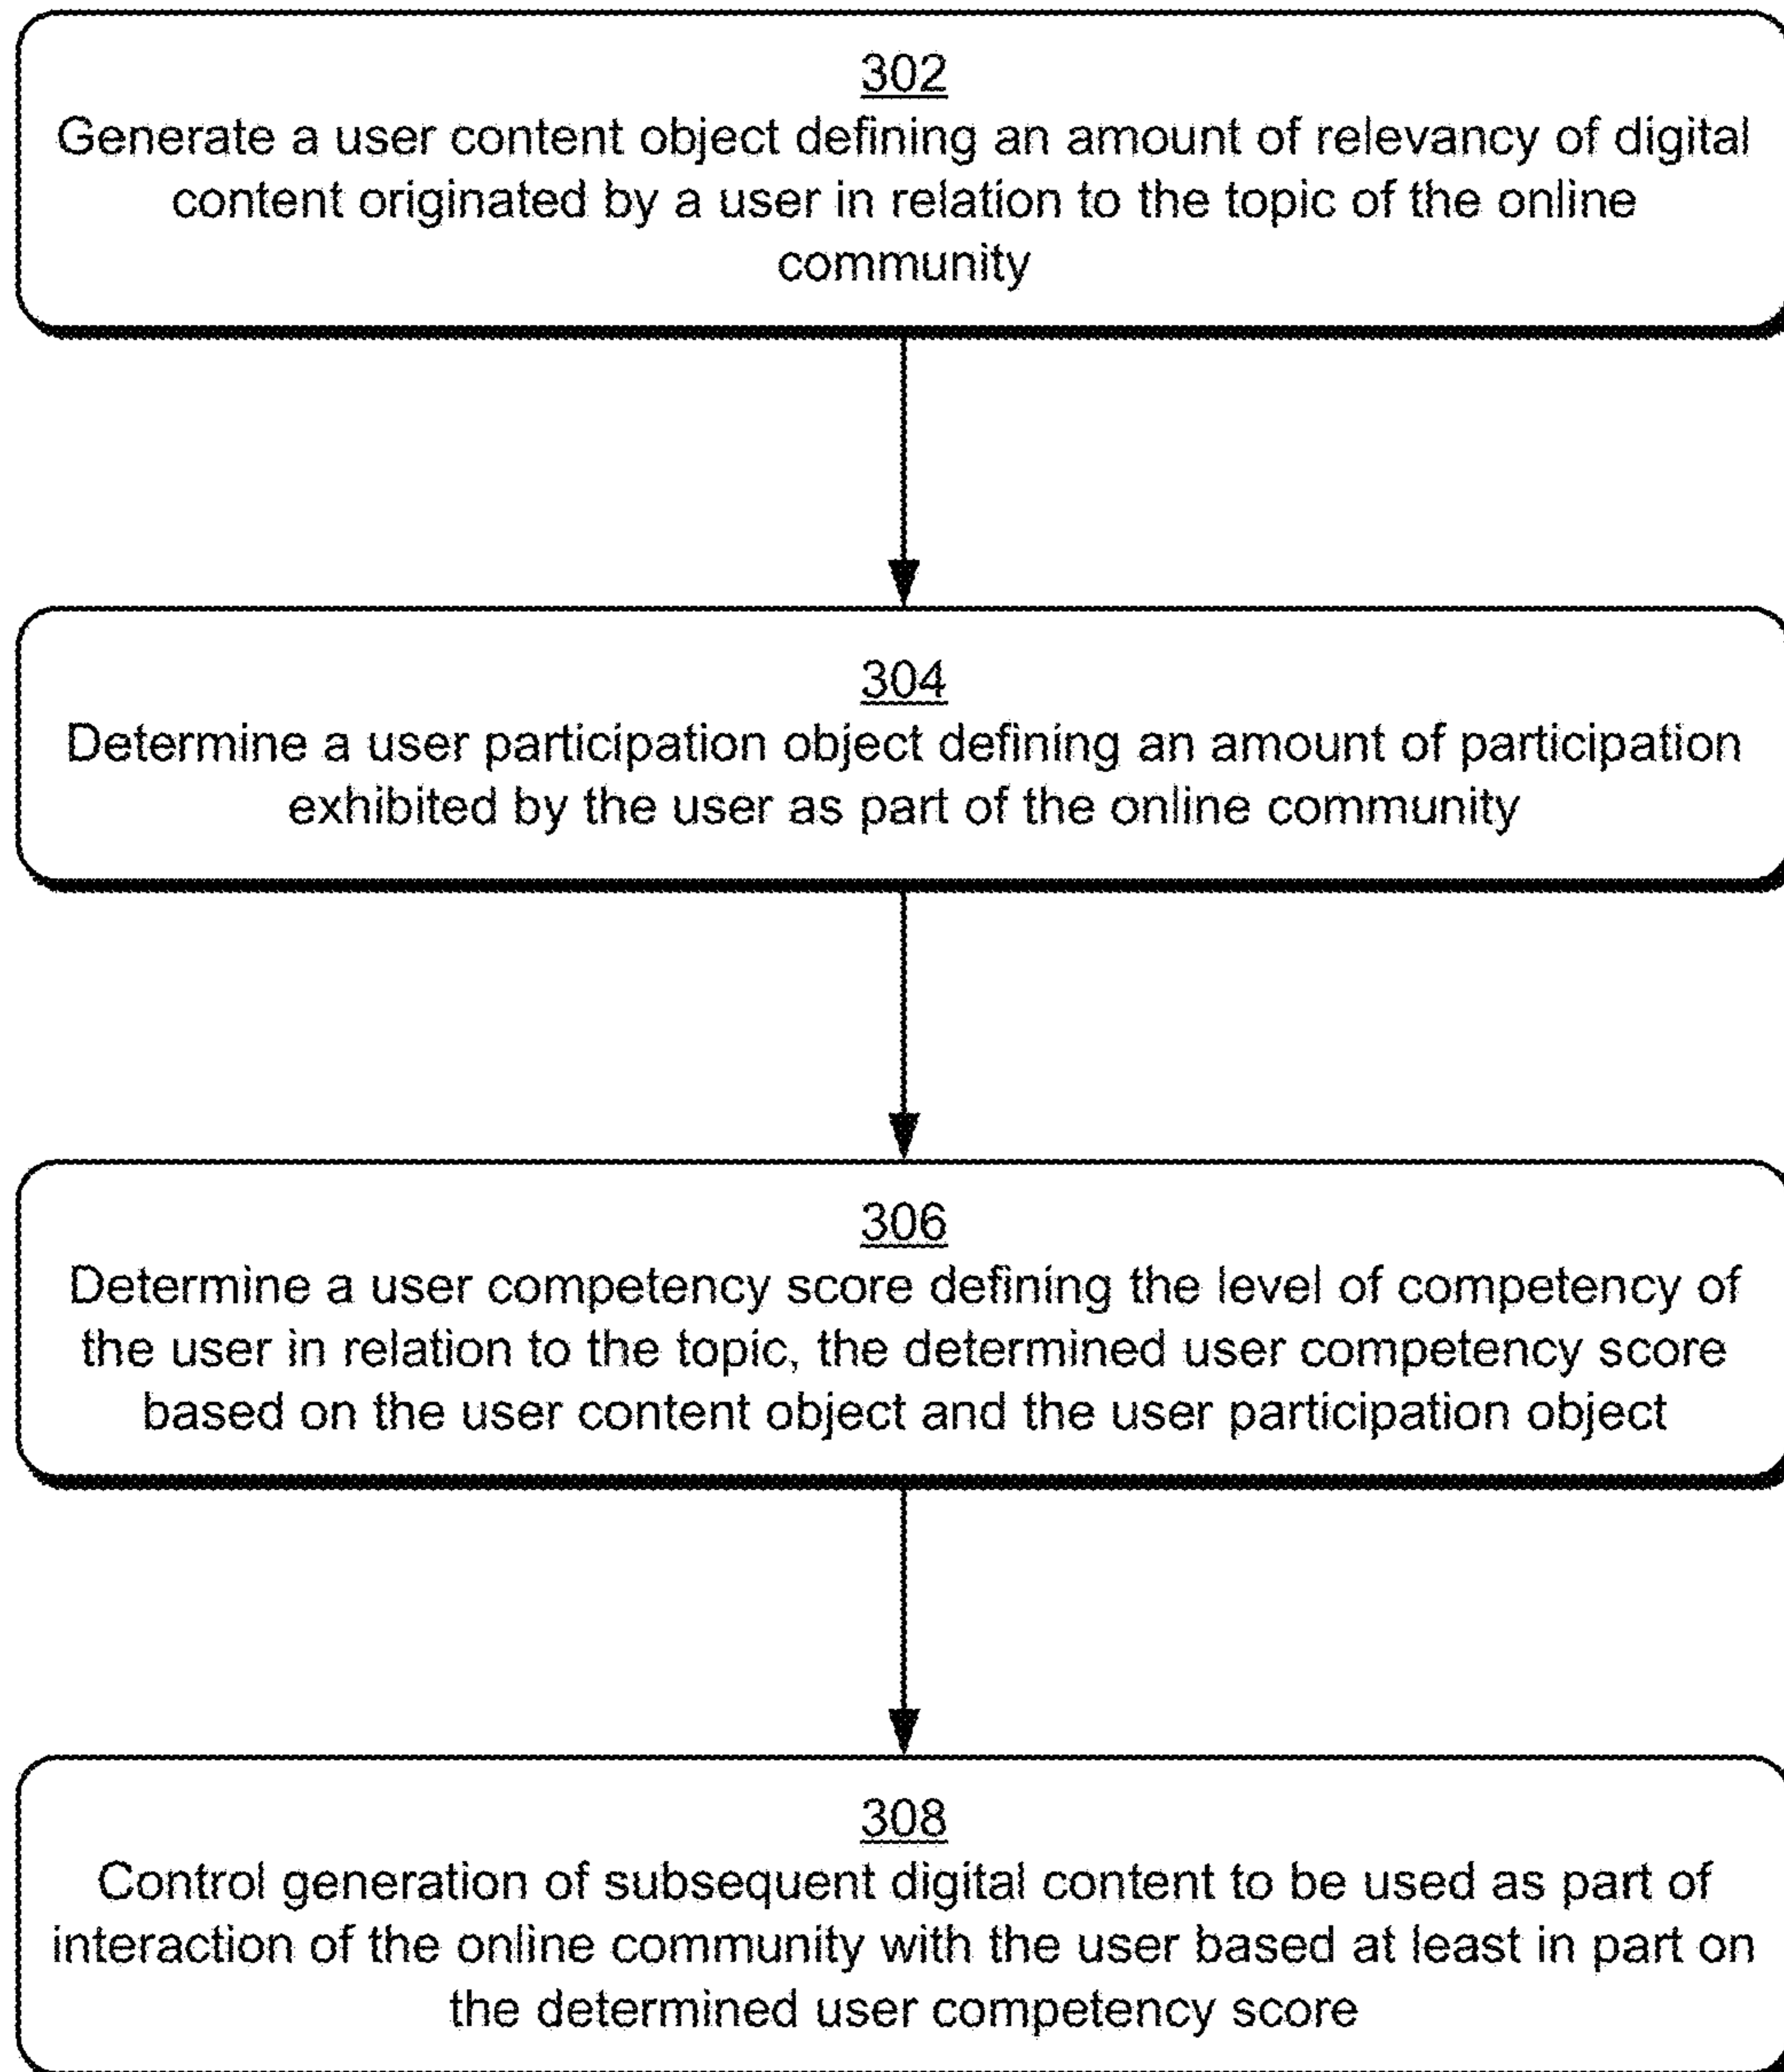 302
Generate a user content object defining an amount of relevancy of digital
content originated by a user in relation to the topic of the online
community
304
Determine a user participation object defining an amount of participation
exhibited by the user as part of the online community
306
Determine a user competency score defining the level of competency of
the user in relation to the topic, the determined user competency score
based on the user content object and the user participation object
308
Control generation of subsequent digital content to be used as part of
interaction of the online community with the user based at least in part on
the determined user competency score